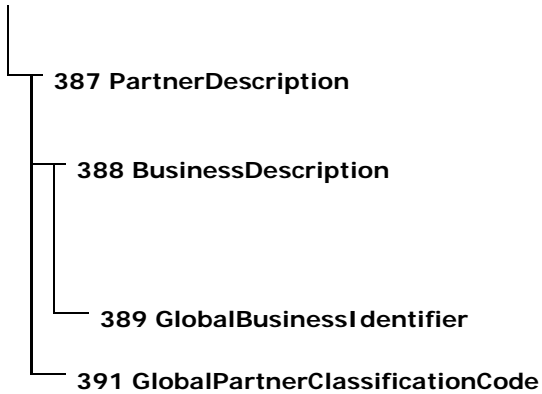 387 PartnerDescription
388 BusinessDescription
389 GlobalBusinessIdentifier
391 GlobalPartnerClassificationCode